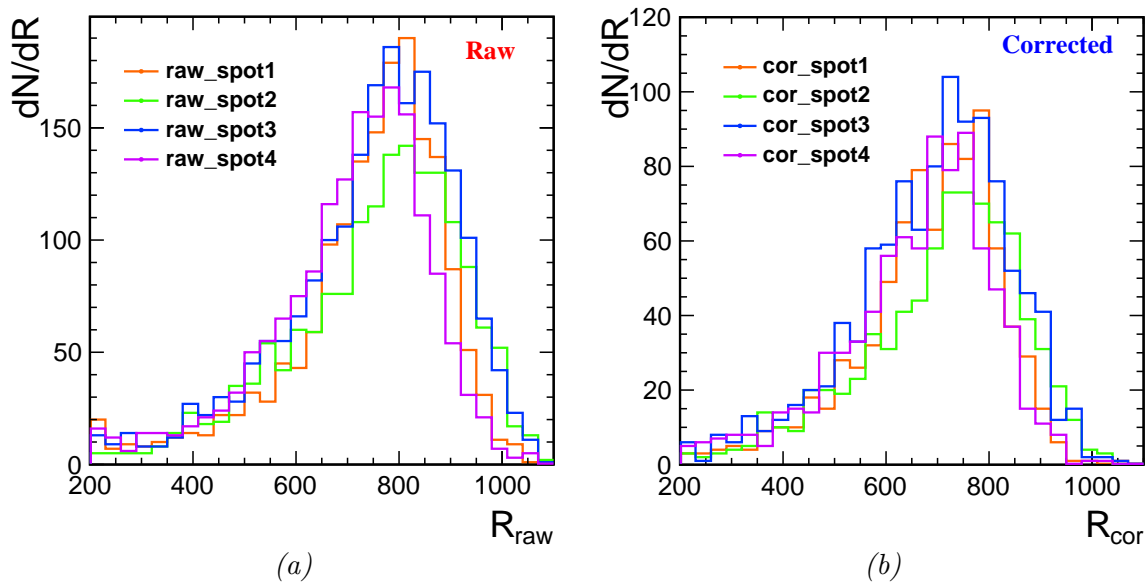 dN/dR
Raw
raw_spot1
raw_spot2
raw_spot3
raw_spot4
150
100
50
0
200 400 600 800 1000
R_raw
(a)
dN/dR
Corrected
cor_spot1
cor_spot2
cor_spot3
cor_spot4
120
100
80
60
40
20
0
200 400 600 800 1000
R_cor
(b)